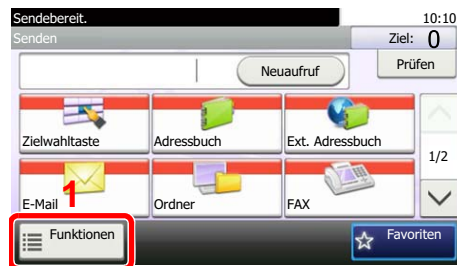 Sendebereit.
10:10
Senden
Ziel: 0
Neuaufruf
Prüfen
Zielwahltaste
Adressbuch
Ext. Adressbuch
1/2
E-Mail
1
Ordner
FAX
Funktionen
Favoriten